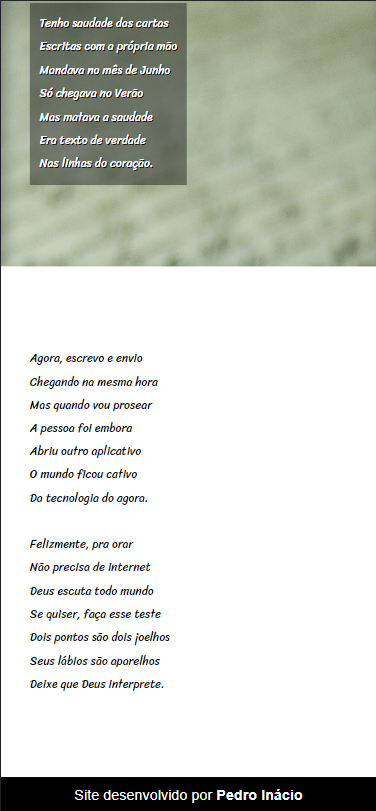 Tenho saudade das cartas
Escritas com a própria mão
Mandava no mês de Junho
Só chegava no Verão
Mas matava a saudade
Era texto de verdade
Nas linhas do coração.
Agora, escrevo e envio
Chegando na mesma hora
Mas quando vou prosear
A pessoa foi embora
Abriu outro aplicativo
O mundo ficou cativo
Da tecnologia do agora.
Felizmente, pra orar
Não precisa de internet
Deus escuta todo mundo
Se quiser, faça esse teste
Dois pontos são dois joelhos
Seus lábios são aparelhos
Deixe que Deus interprete.
Site desenvolvido por Pedro Inácio